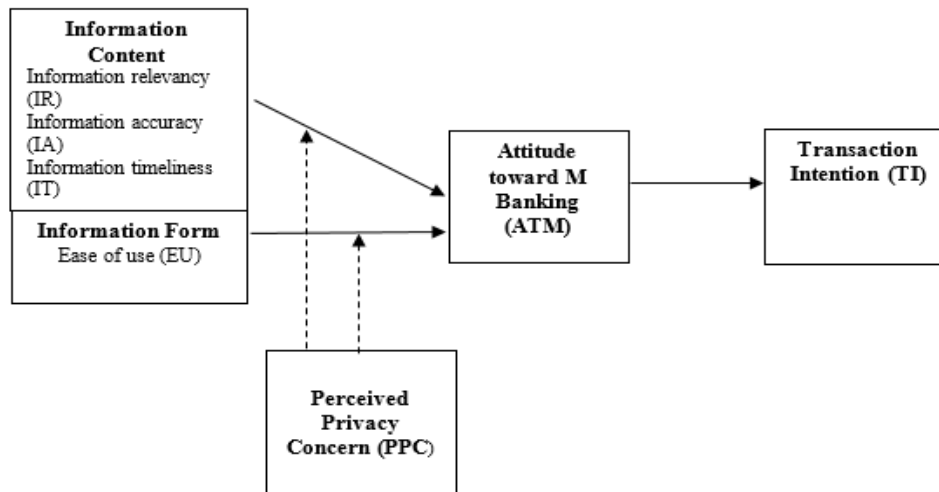 Information
Content
Information relevancy
(IR)
Information accuracy
(IA)
Information timeliness
(IT)
Information Form
Ease of use (EU)
Attitude
toward M
Banking
(ATM)
Transaction
Intention (TI)
Perceived
Privacy
Concern (PPC)